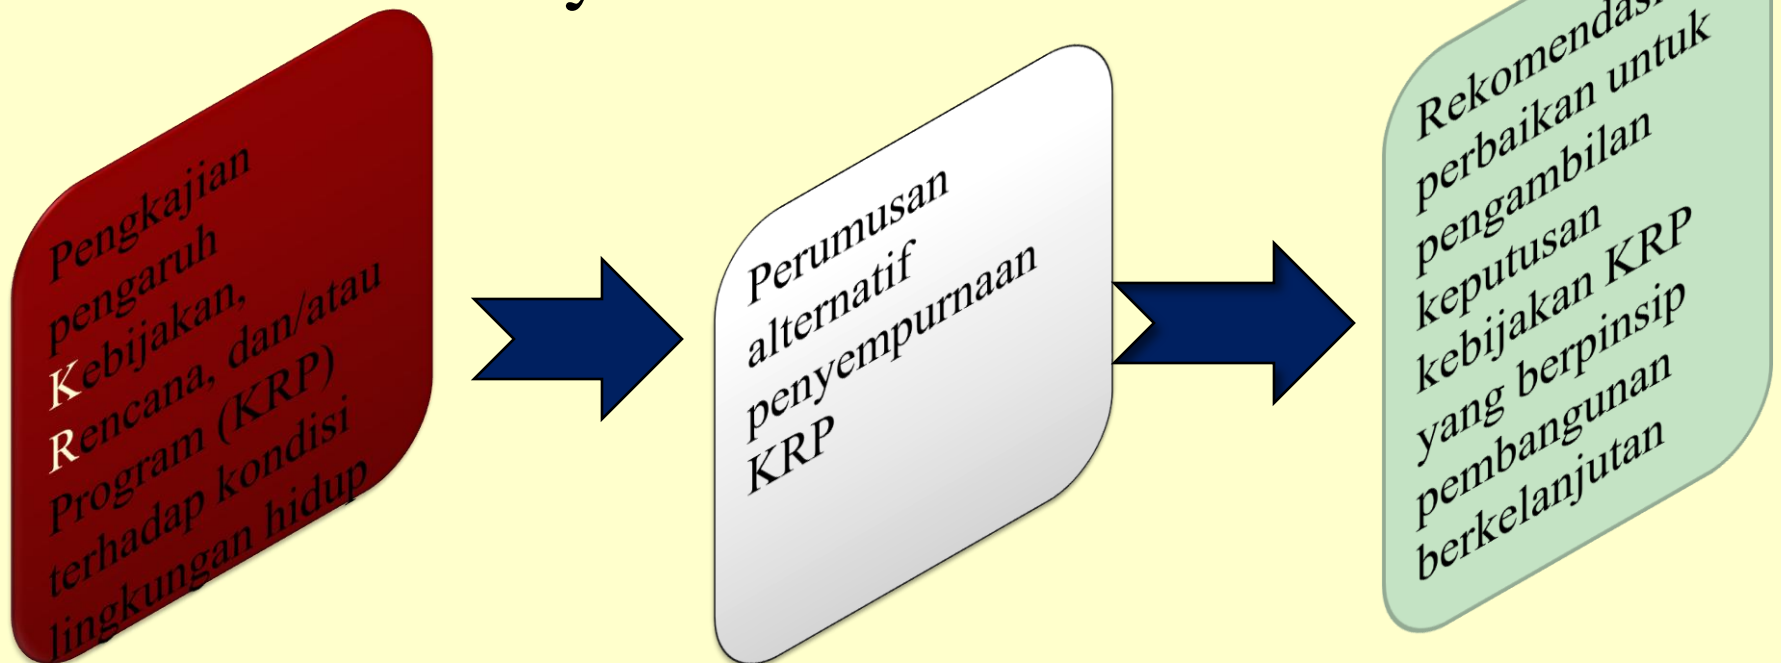 Pengkajian
pengaruh
Kebijakan,
Rencana, dan/atau
Program (KRP)
terhadap kondisi
lingkungan hidup
Perumusan
alternatif
penyempurnaan
KRP
Rekomendasi
perbaikan untuk
pengambilan
keputusan
kebijakan KRP
yang berpinsip
pembangunan
berkelanjutan